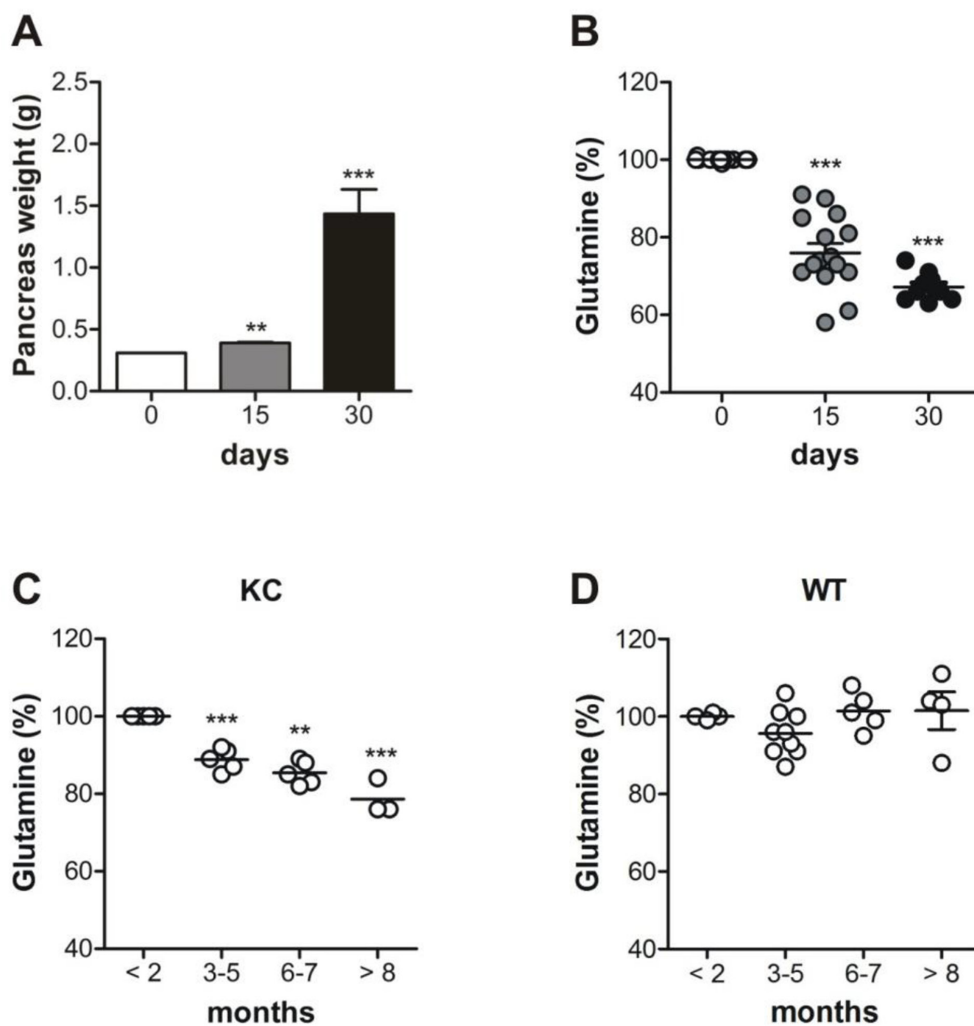 A
Pancreas weight (g)
2.5
2.0
1.5
1.0
0.5
0.0
**
***
0 15 30
days
B
Glutamine (%)
120
100
80
60
40
***
***
0 15 30
days
C
KC
Glutamine (%)
120
100
80
60
40
***
**
***
< 2 3-5 6-7 > 8
months
D
WT
Glutamine (%)
120
100
80
60
40
< 2 3-5 6-7 > 8
months